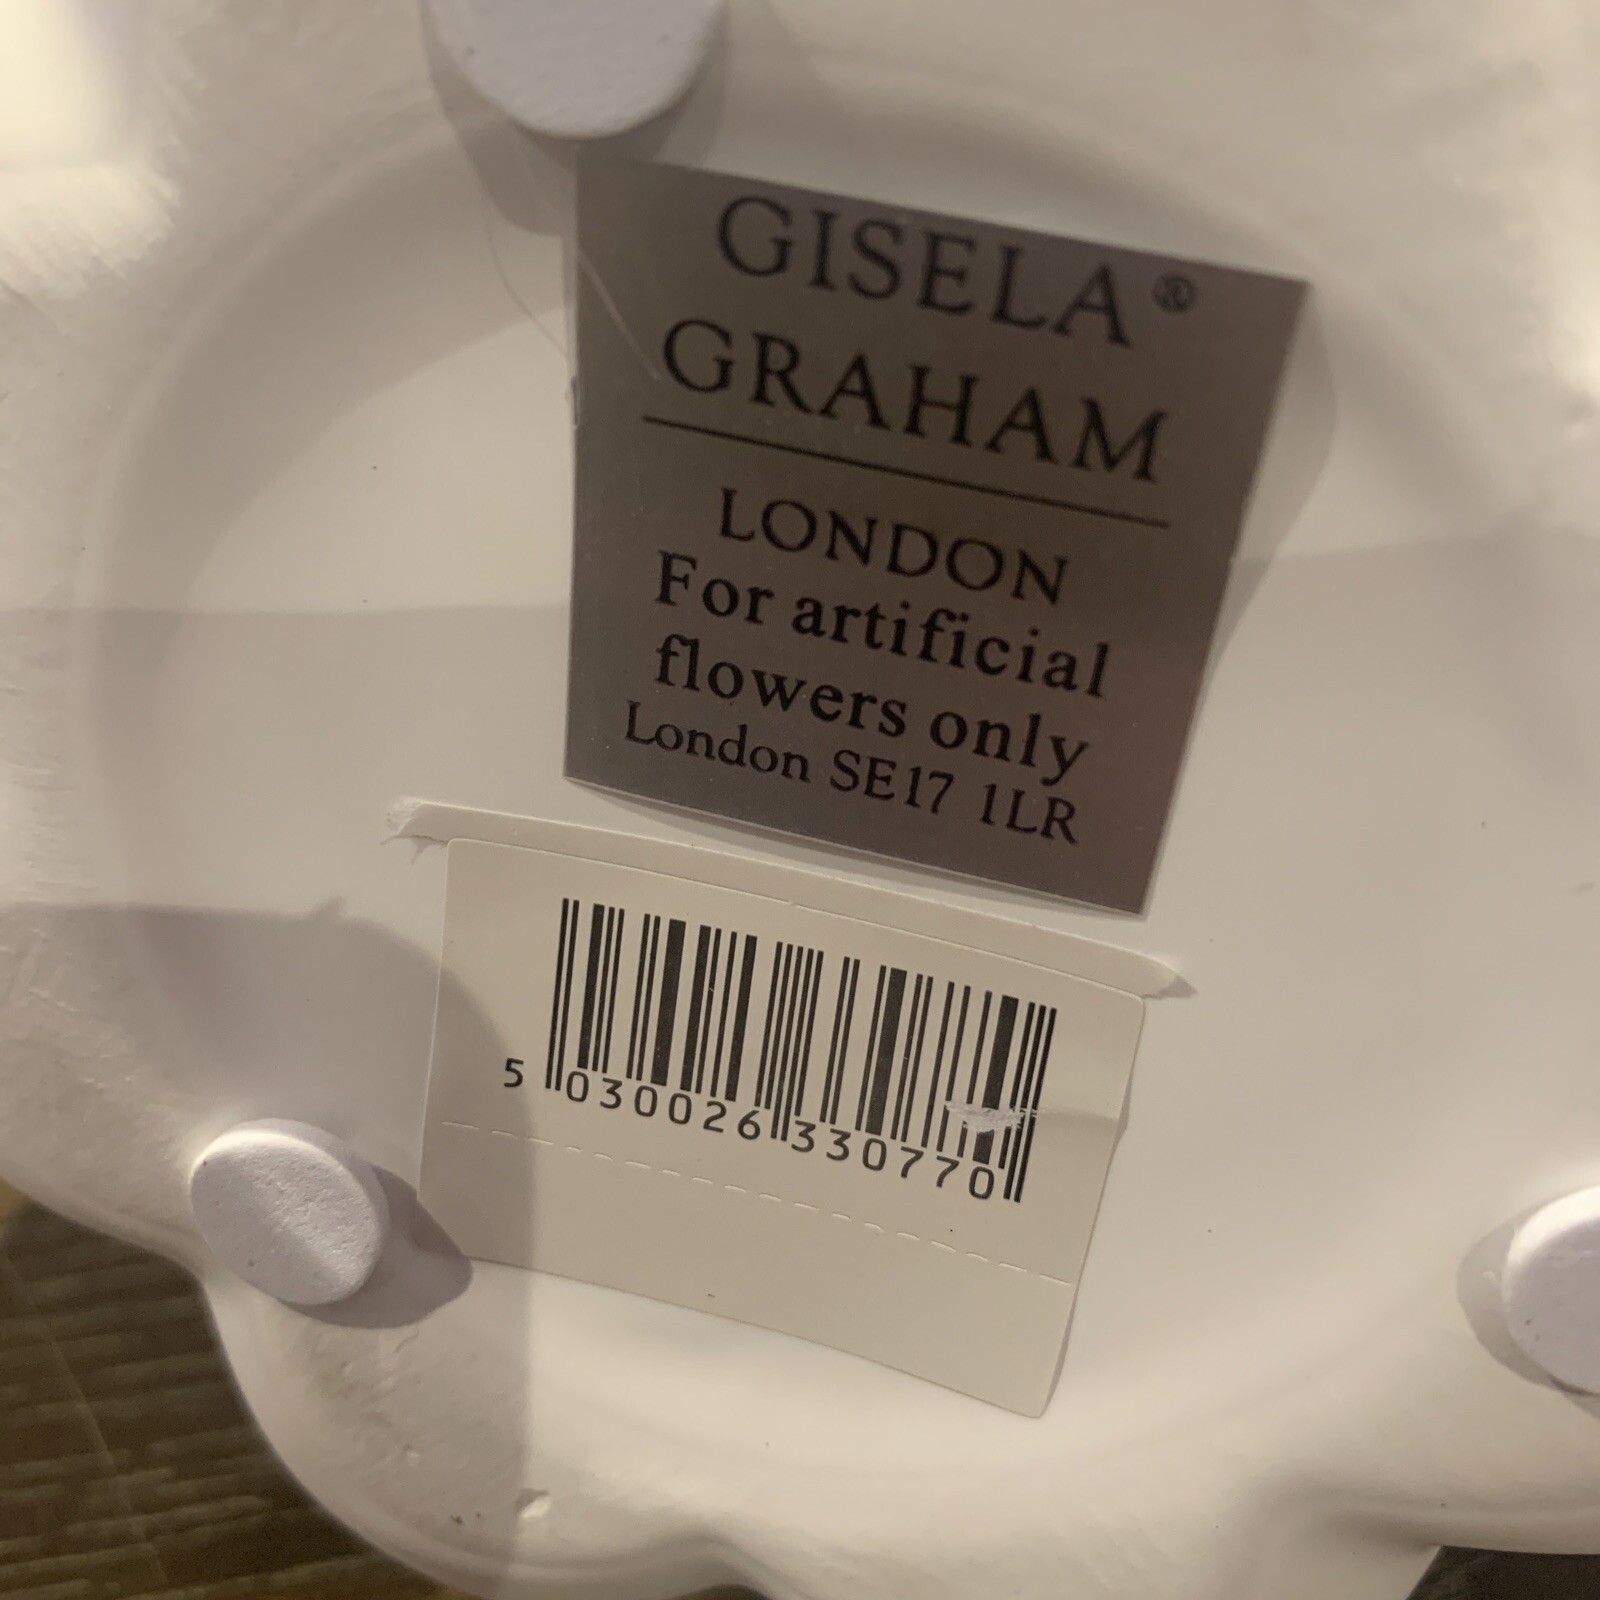 GISELA®
GRAHAM
LONDON
For artificial
flowers only
London SE17 1LR
5 030026 330770